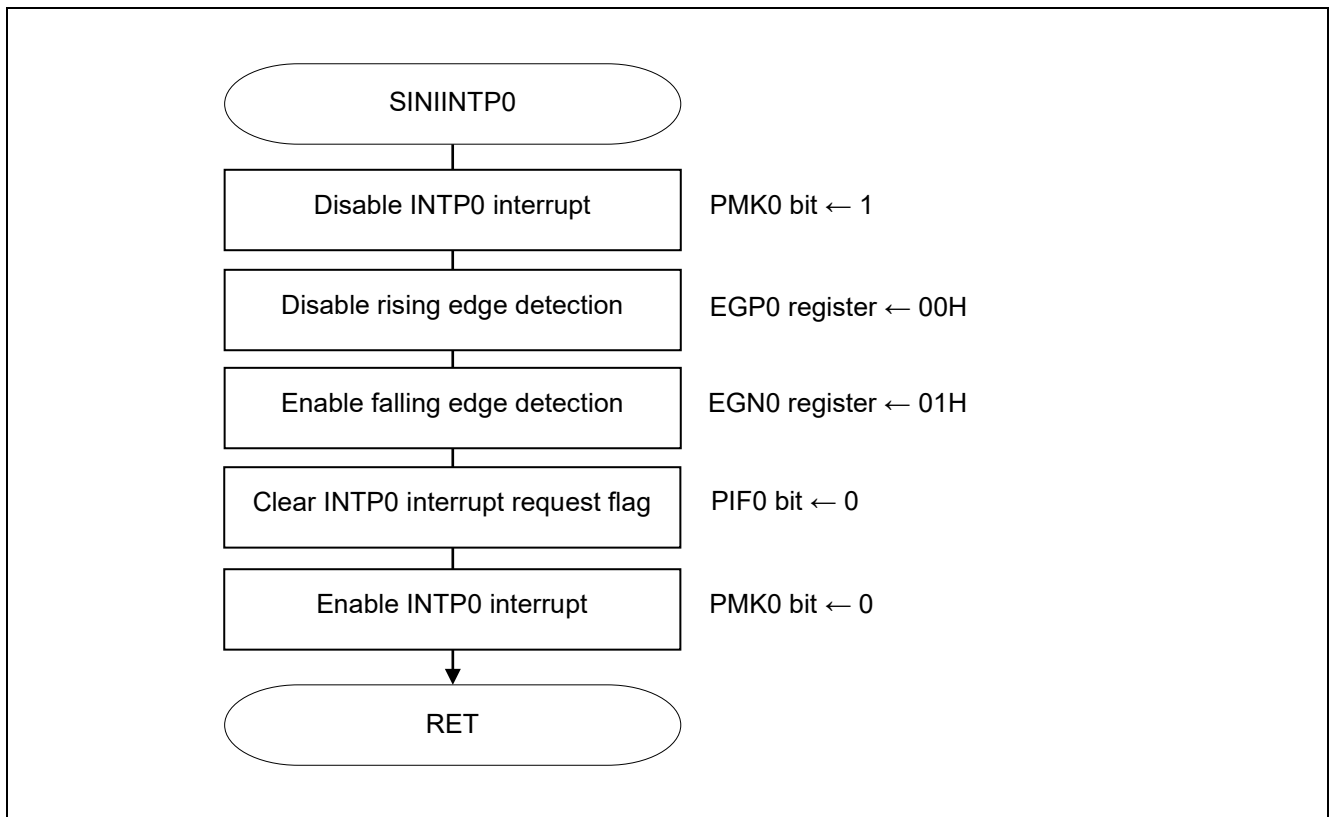 SINIINTP0
Disable INTP0 interrupt PMK0 bit ← 1
Disable rising edge detection EGP0 register ← 00H
Enable falling edge detection EGN0 register ← 01H
Clear INTP0 interrupt request flag PIF0 bit ← 0
Enable INTP0 interrupt PMK0 bit ← 0
RET